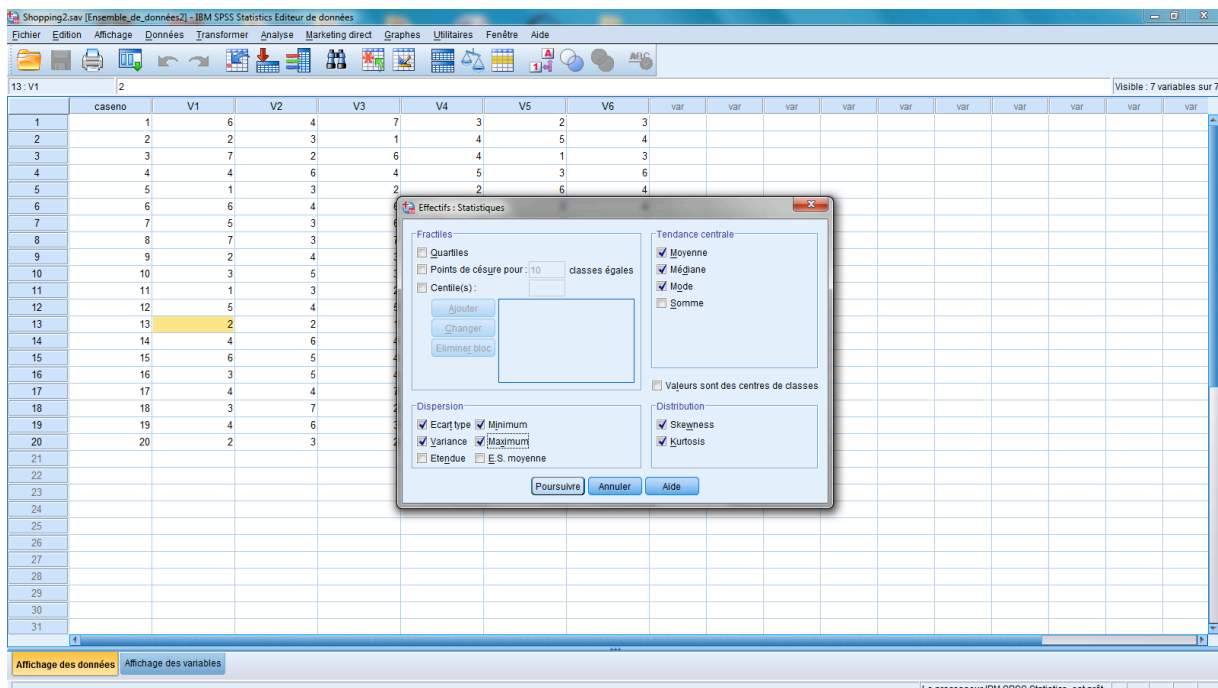 Shopping2.sav [Ensemble_de_données2] - IBM SPSS Statistics Editeur de données
Fichier Edition Affichage Données Transformer Analyse Marketing direct Graphes Utilitaires Fenêtre Aide
13 : V1 2 Visible : 7 variables sur 7
caseno V1 V2 V3 V4 V5 V6 var var var var var var var var var
1 1 6 4 7 3 2 3
2 2 2 3 1 4 5 4
3 3 7 2 6 4 1 3
4 4 4 6 4 5 3 6
5 5 1 3 2 2 6 4
6 6 6 4
7 7 5 3
8 8 7 3
9 9 2 4
10 10 3 5
11 11 1 3
12 12 5 4
13 13 2 2
14 14 4 6
15 15 6 5
16 16 3 5
17 17 4 4
18 18 3 7
19 19 4 6
20 20 2 3
21
22
23
24
25
26
27
28
29
30
31
Effectifs : Statistiques
Fractiles
Quartiles
Points de césure pour : 10 classes égales
Centile(s) :
Ajouter
Changer
Eliminer bloc
Tendance centrale
Moyenne
Médiane
Mode
Somme
Valeurs sont des centres de classes
Dispersion
Ecart type Minimum
Variance Maximum
Etendue E.S. moyenne
Distribution
Skewness
Kurtosis
Poursuivre Annuler Aide
Affichage des données Affichage des variables
Le processeur IBM SPSS Statistics est prêt